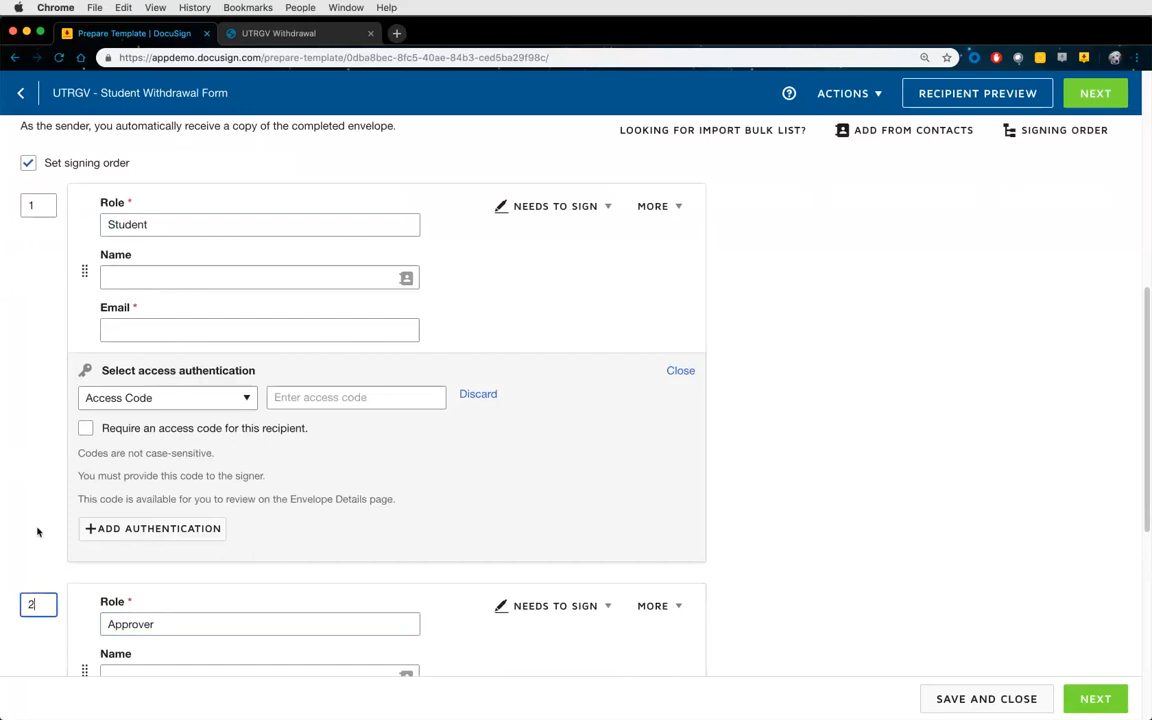 Chrome File Edit View History Bookmarks People Window Help
Prepare Template | DocuSign
UTRGV Withdrawal
https://appdemo.docusign.com/prepare-template/0dba8bec-8fc5-40ae-84b3-ced5ba29f98c/
UTRGV - Student Withdrawal Form
ACTIONS
RECIPIENT PREVIEW
NEXT
As the sender, you automatically receive a copy of the completed envelope.
LOOKING FOR IMPORT BULK LIST?
ADD FROM CONTACTS
SIGNING ORDER
Set signing order
1
Role *
NEEDS TO SIGN
MORE
Student
Name
Email *
Select access authentication
Close
Access Code
Enter access code
Discard
Require an access code for this recipient.
Codes are not case-sensitive.
You must provide this code to the signer.
This code is available for you to review on the Envelope Details page.
+ADD AUTHENTICATION
2
Role *
NEEDS TO SIGN
MORE
Approver
Name
SAVE AND CLOSE
NEXT